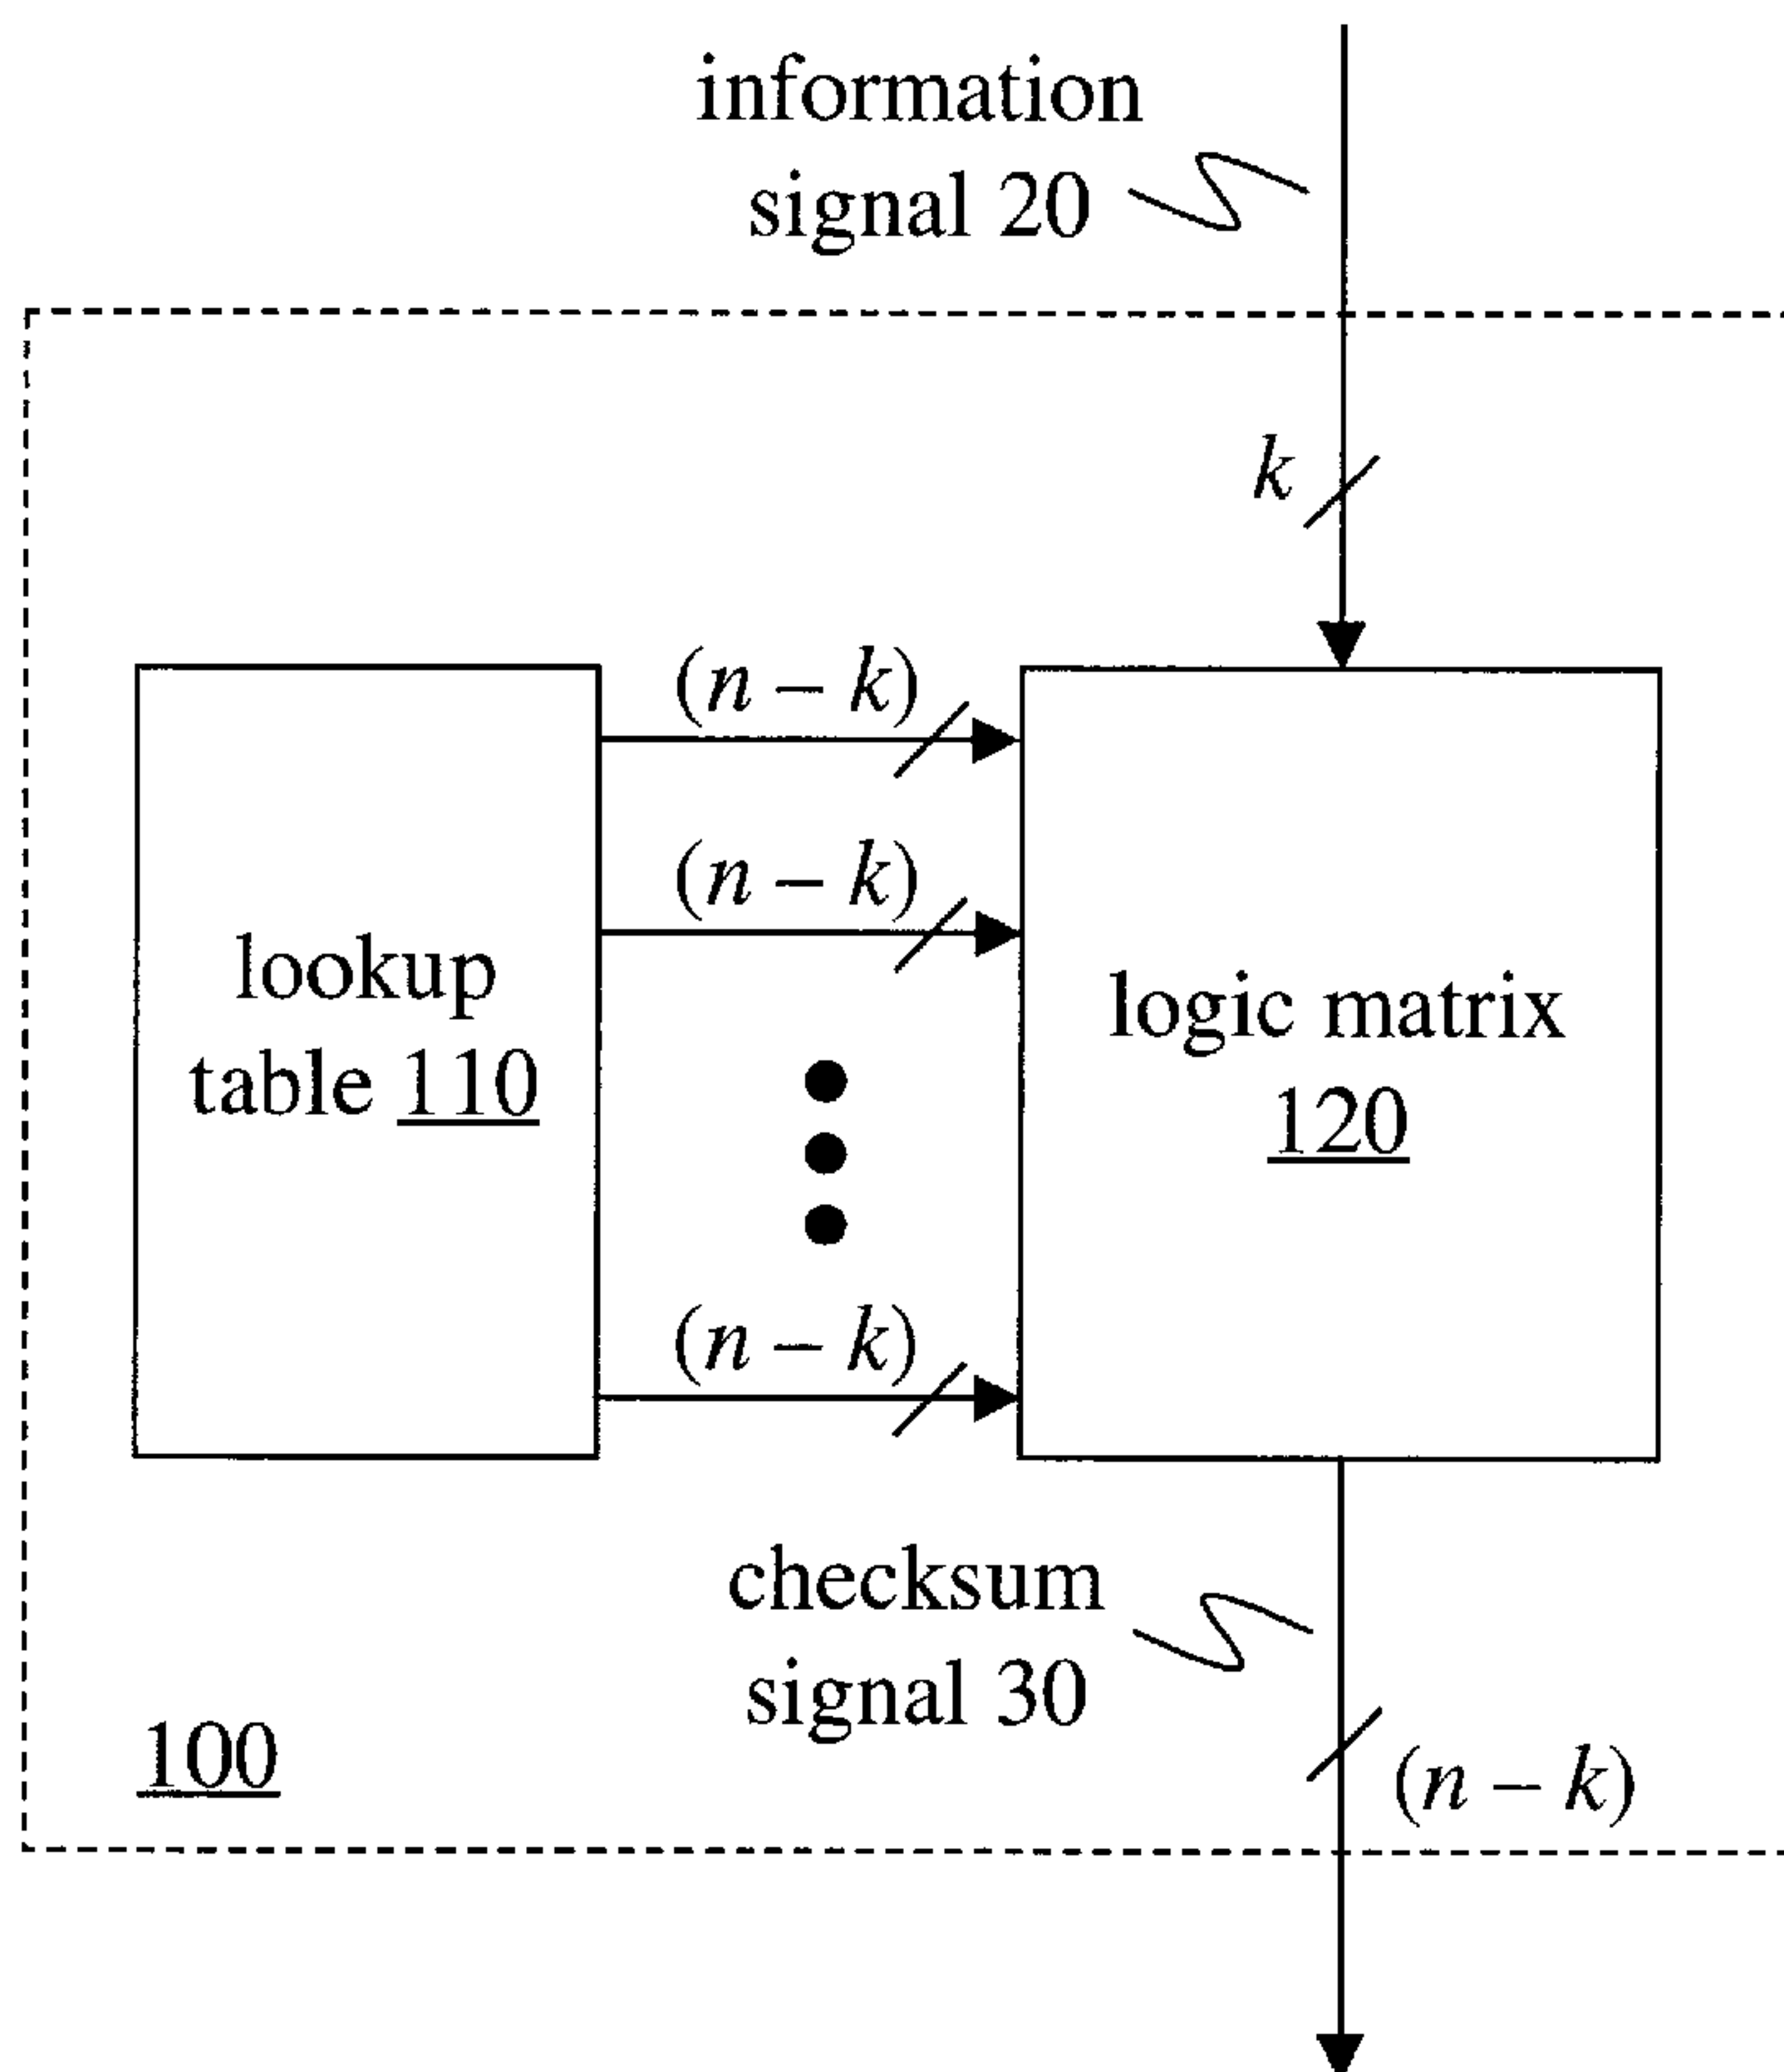 information
signal 20
k
(n – k)
(n – k)
lookup
table 110
logic matrix
120
(n – k)
checksum
signal 30
100
(n – k)